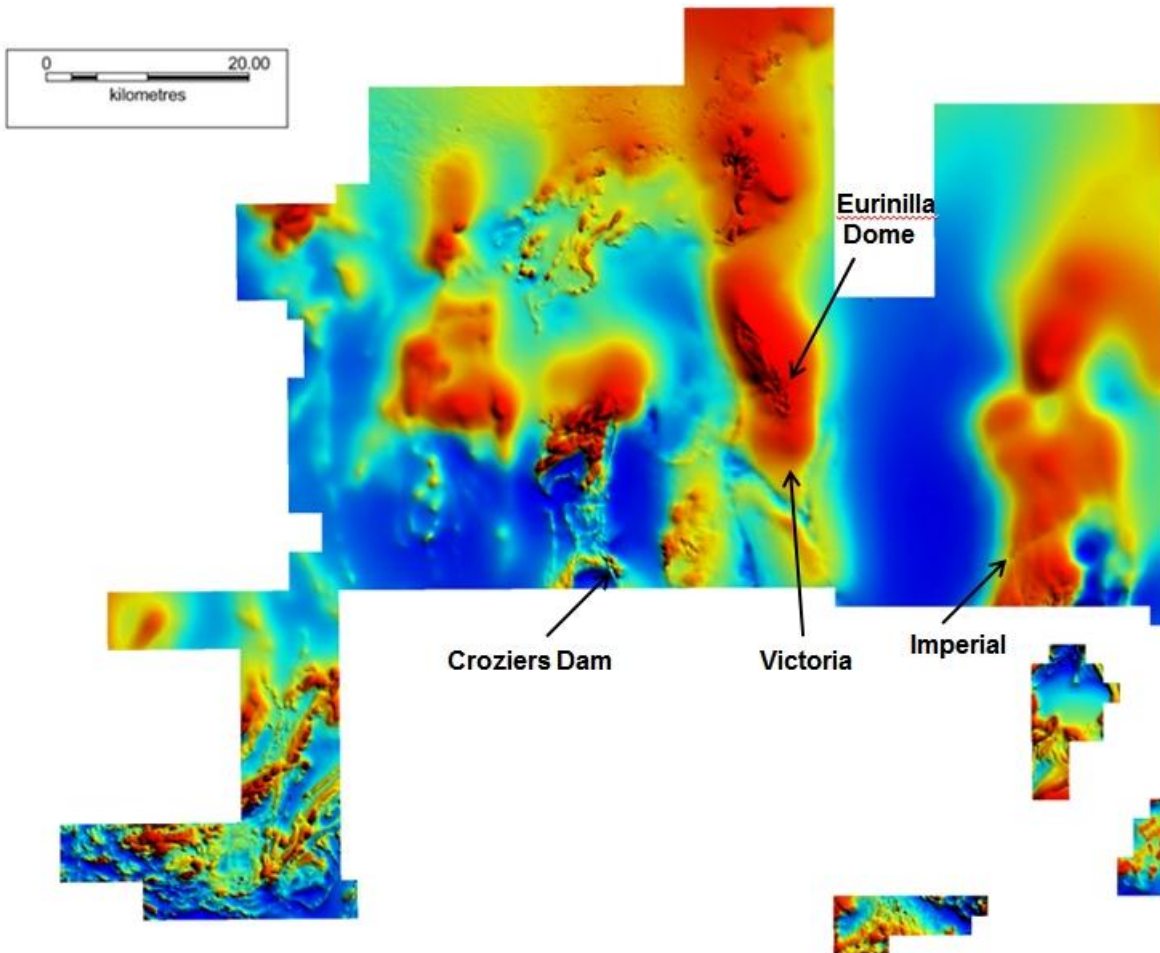 0 20.00
kilometres
Eurinilla
Dome
Croziers Dam
Victoria
Imperial